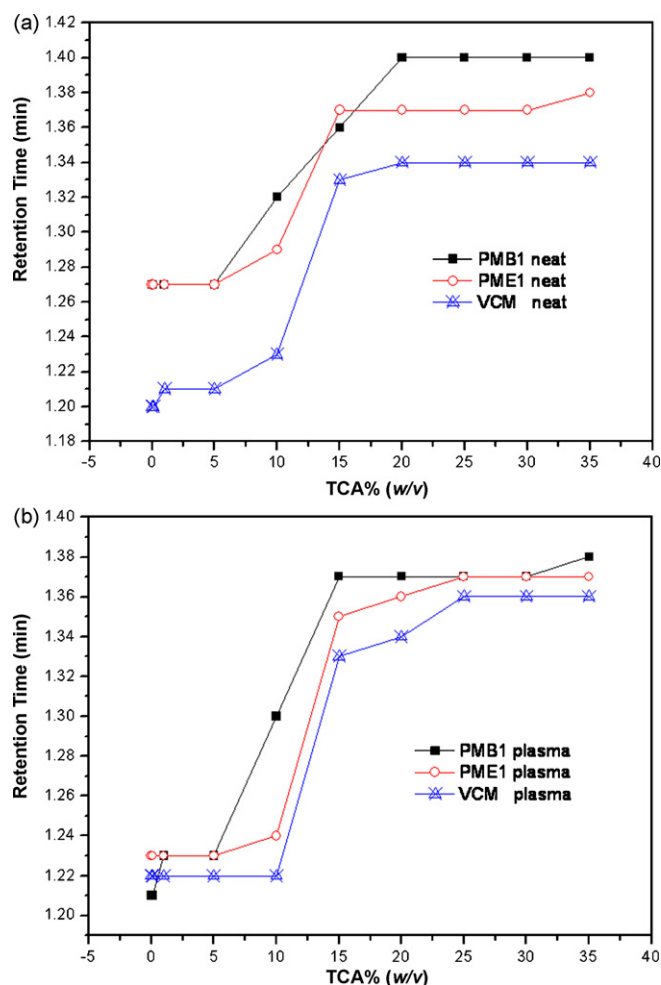 (a)
1.42
1.40
1.38
1.36
1.34
1.32
1.30
1.28
1.26
1.24
1.22
1.20
1.18
Retention Time (min)
PMB1 neat
PME1 neat
VCM neat
-5 0 5 10 15 20 25 30 35 40
TCA% (w/v)
(b)
1.40
1.38
1.36
1.34
1.32
1.30
1.28
1.26
1.24
1.22
1.20
Retention Time (min)
PMB1 plasma
PME1 plasma
VCM plasma
-5 0 5 10 15 20 25 30 35 40
TCA% (w/v)